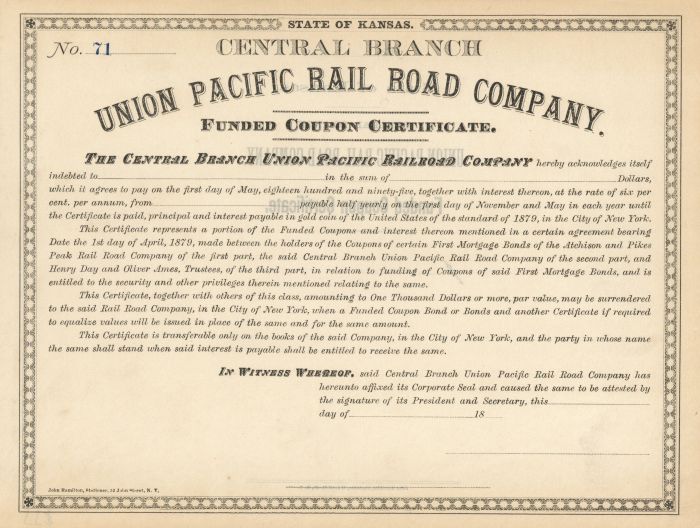 STATE OF KANSAS.
No. 71
CENTRAL BRANCH
UNION PACIFIC RAIL ROAD COMPANY.
FUNDED COUPON CERTIFICATE.
THE CENTRAL BRANCH UNION PACIFIC RAILROAD COMPANY hereby acknowledges itself
indebted to in the sum of Dollars,
which it agrees to pay on the first day of May, eighteen hundred and ninety-five, together with interest thereon, at the rate of six per
cent. per annum, from payable half yearly on the first day of November and May in each year until
the Certificate is paid, principal and interest payable in gold coin of the United States of the standard of 1879, in the City of New York.
This Certificate represents a portion of the Funded Coupons and interest thereon mentioned in a certain agreement bearing
Date the 1st day of April, 1879, made between the holders of the Coupons of certain First Mortgage Bonds of the Atchison and Pikes
Peak Rail Road Company of the first part, the said Central Branch Union Pacific Rail Road Company of the second part, and
Henry Day and Oliver Ames, Trustees, of the third part, in relation to funding of Coupons of said First Mortgage Bonds, and is
entitled to the security and other privileges therein mentioned relating to the same.
This Certificate, together with others of this class, amounting to One Thousand Dollars or more, par value, may be surrendered
to the said Rail Road Company, in the City of New York, when a Funded Coupon Bond or Bonds and another Certificate if required
to equalize values will be issued in place of the same and for the same amount.
This Certificate is transferable only on the books of the said Company, in the City of New York, and the party in whose name
the same shall stand when said interest is payable shall be entitled to receive the same.
IN WITNESS WHEREOF, said Central Branch Union Pacific Rail Road Company has
hereunto affixed its Corporate Seal and caused the same to be attested by
the signature of its President and Secretary, this
day of 18
John Hamilton, Stationer, 52 John Street, N. Y.